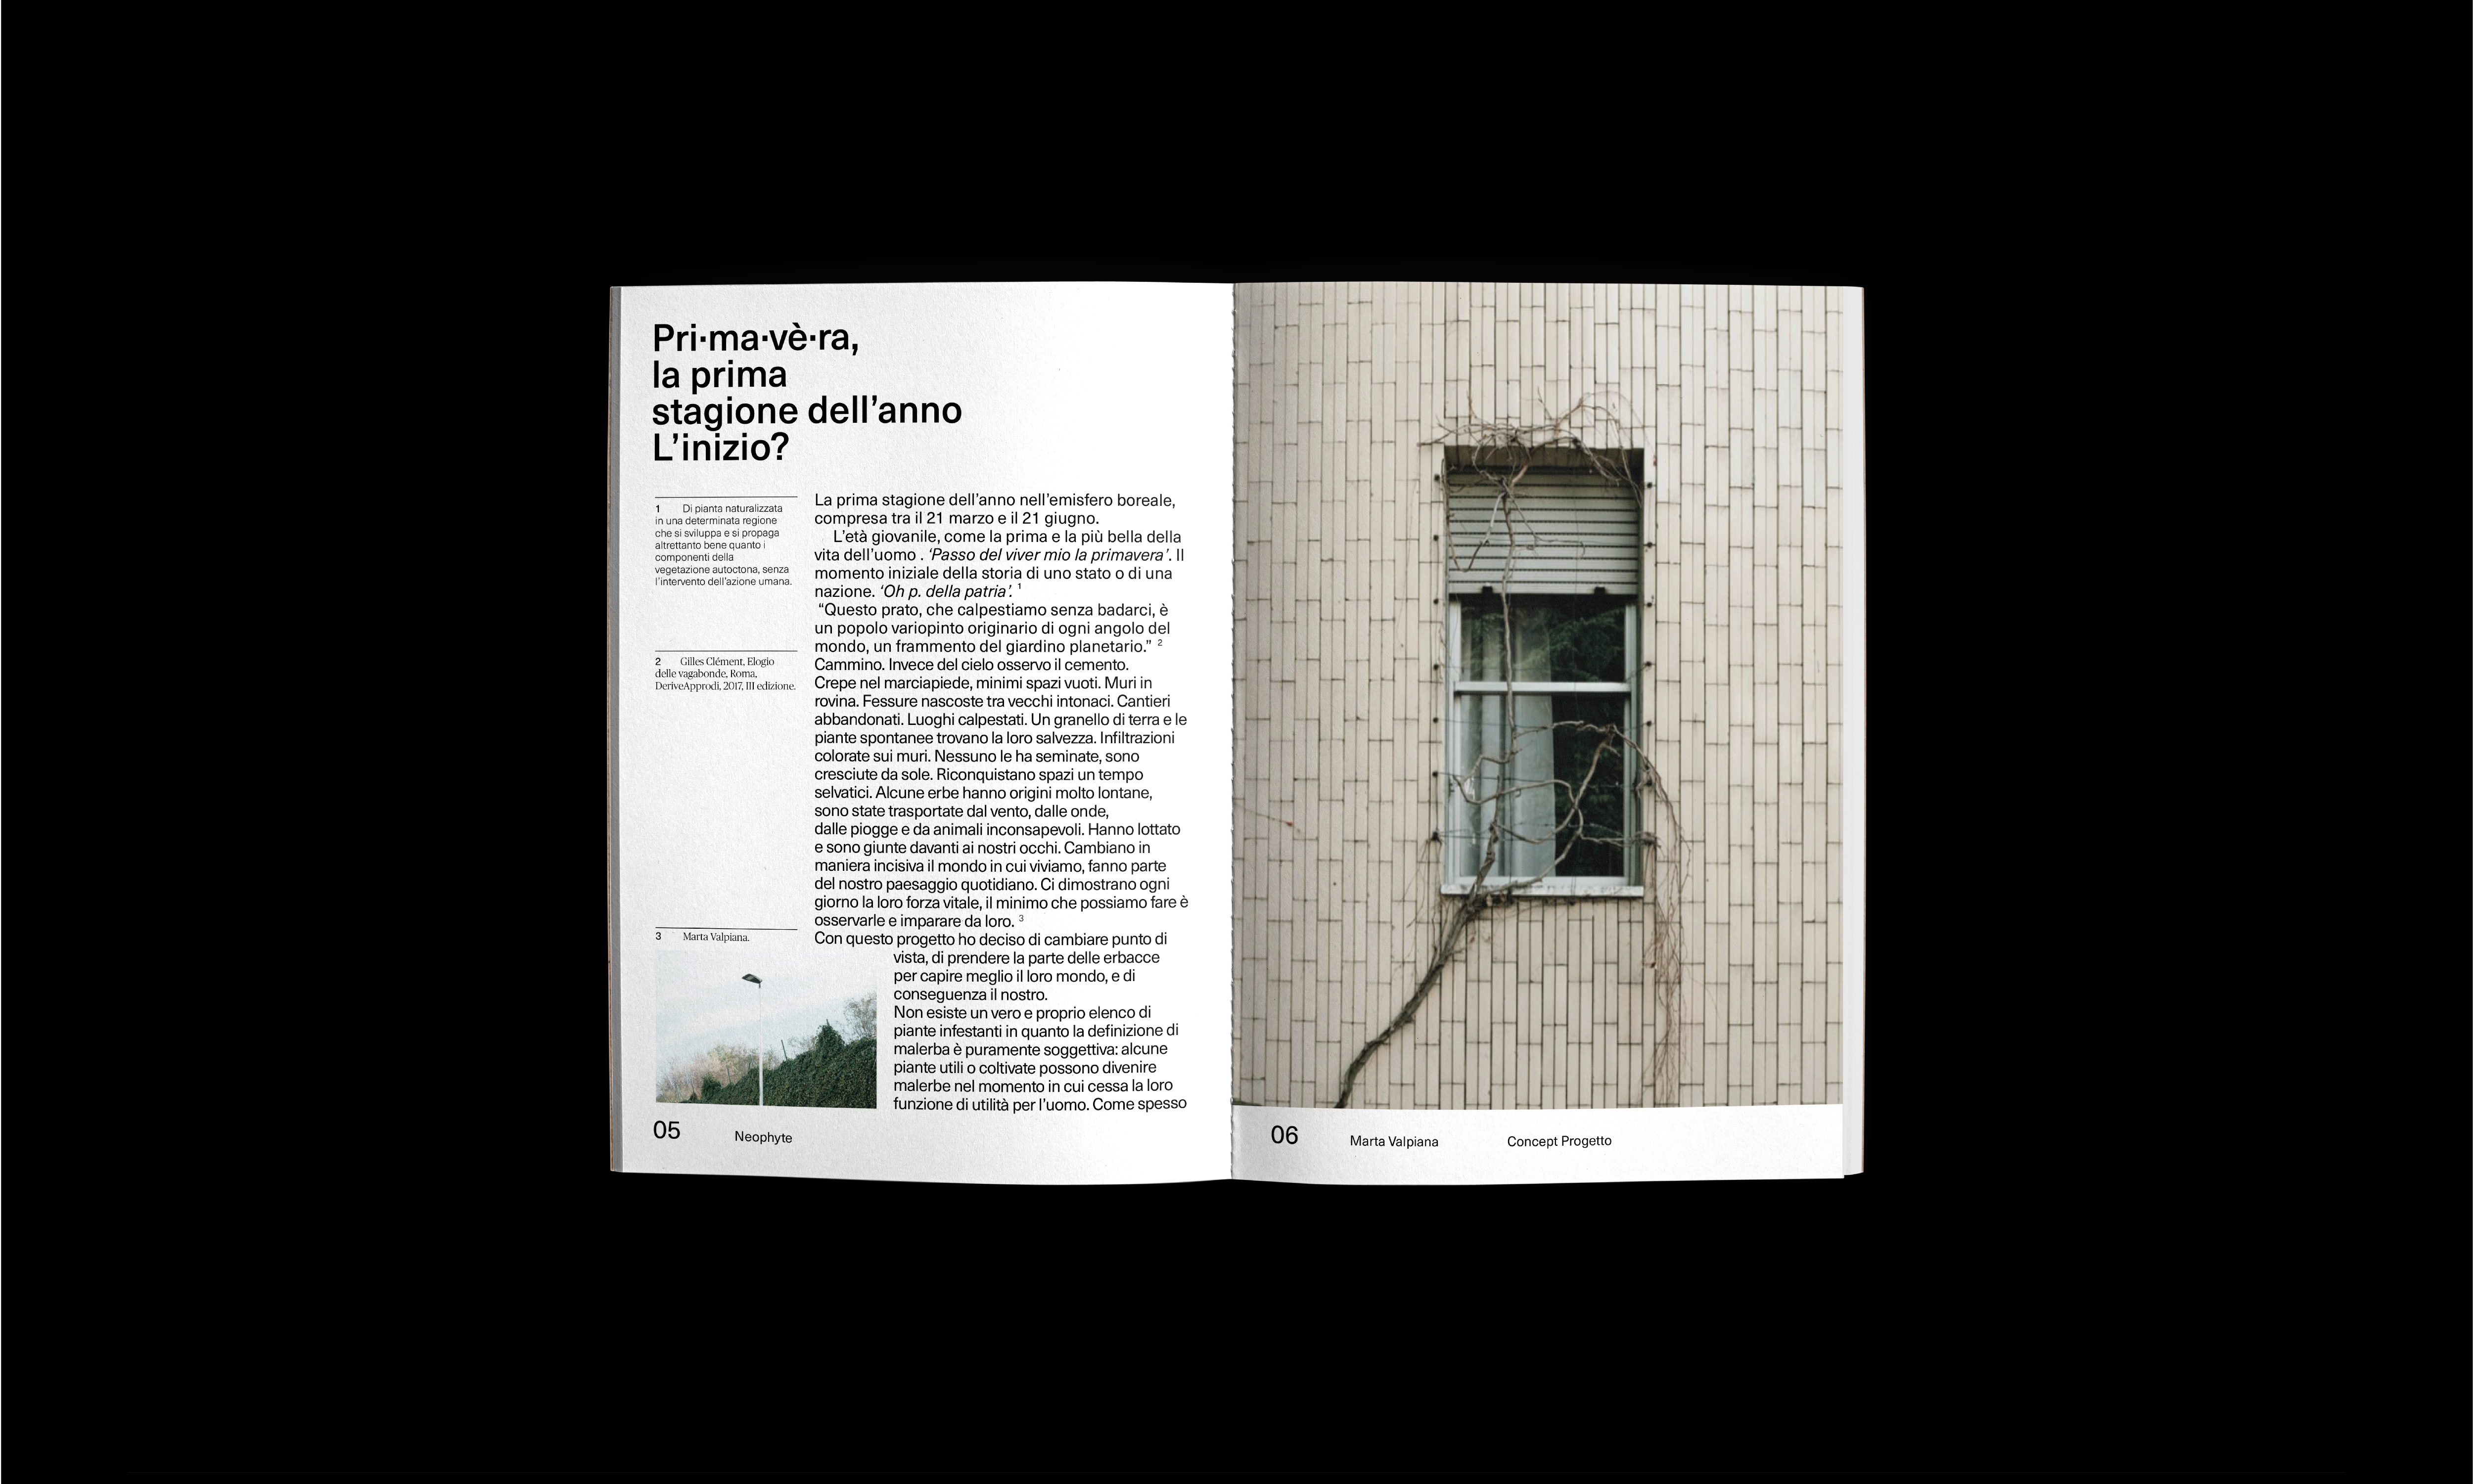 Pri·ma·vè·ra,
la prima
stagione dell’anno
L’inizio?
1 Di pianta naturalizzata
in una determinata regione
che si sviluppa e si propaga
altrettanto bene quanto i
componenti della
vegetazione autoctona, senza
l’intervento dell’azione umana.
2 Gilles Clément, Elogio
delle vagabonde, Roma,
DeriveApprodi, 2017, III edizione.
3 Marta Valpiana.
La prima stagione dell’anno nell’emisfero boreale,
compresa tra il 21 marzo e il 21 giugno.
L’età giovanile, come la prima e la più bella della
vita dell’uomo . ‘Passo del viver mio la primavera’. Il
momento iniziale della storia di uno stato o di una
nazione. ‘Oh p. della patria’. 1
“Questo prato, che calpestiamo senza badarci, è
un popolo variopinto originario di ogni angolo del
mondo, un frammento del giardino planetario.” 2
Cammino. Invece del cielo osservo il cemento.
Crepe nel marciapiede, minimi spazi vuoti. Muri in
rovina. Fessure nascoste tra vecchi intonaci. Cantieri
abbandonati. Luoghi calpestati. Un granello di terra e le
piante spontanee trovano la loro salvezza. Infiltrazioni
colorate sui muri. Nessuno le ha seminate, sono
cresciute da sole. Riconquistano spazi un tempo
selvatici. Alcune erbe hanno origini molto lontane,
sono state trasportate dal vento, dalle onde,
dalle piogge e da animali inconsapevoli. Hanno lottato
e sono giunte davanti ai nostri occhi. Cambiano in
maniera incisiva il mondo in cui viviamo, fanno parte
del nostro paesaggio quotidiano. Ci dimostrano ogni
giorno la loro forza vitale, il minimo che possiamo fare è
osservarle e imparare da loro. 3
Con questo progetto ho deciso di cambiare punto di
vista, di prendere la parte delle erbacce
per capire meglio il loro mondo, e di
conseguenza il nostro.
Non esiste un vero e proprio elenco di
piante infestanti in quanto la definizione di
malerba è puramente soggettiva: alcune
piante utili o coltivate possono divenire
malerbe nel momento in cui cessa la loro
funzione di utilità per l’uomo. Come spesso
05 Neophyte
06 Marta Valpiana Concept Progetto